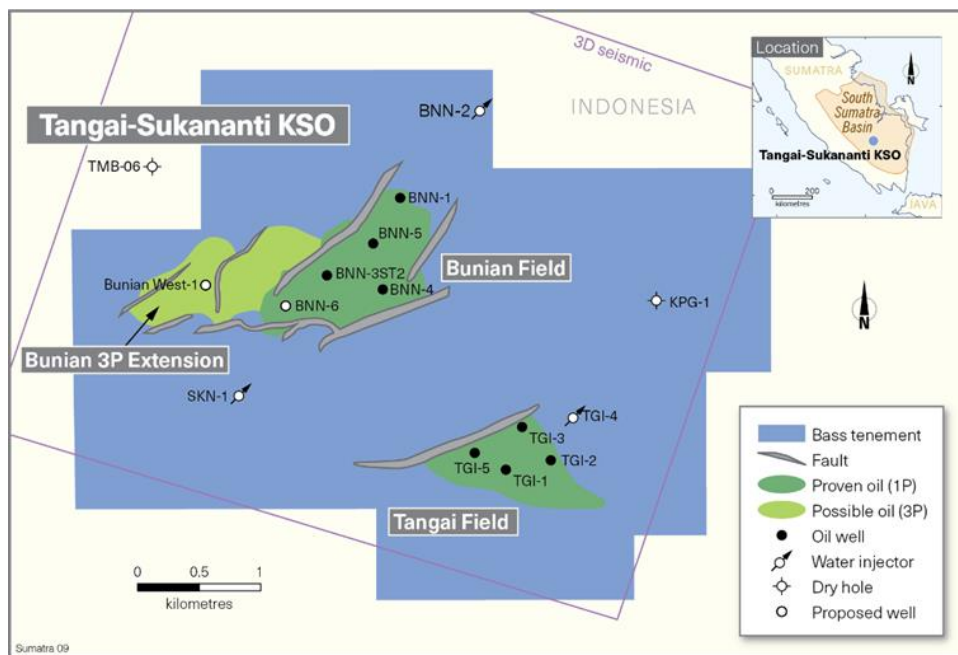 3D seismic
Location
SUMATRA
N
South
Sumatra
Basin
Tangai-Sukananti KSO
0 200
kilometres
JAVA
INDONESIA
BNN-2
Tangai-Sukananti KSO
TMB-06
BNN-1
BNN-5
Bunian Field
BNN-3ST2
BNN-4
Bunian West-1
BNN-6
KPG-1
N
Bunian 3P Extension
SKN-1
TGI-4
TGI-3
TGI-5
TGI-2
TGI-1
Tangai Field
0 0.5 1
kilometres
Bass tenement
Fault
Proven oil (1P)
Possible oil (3P)
Oil well
Water injector
Dry hole
Proposed well
Sumatra 09